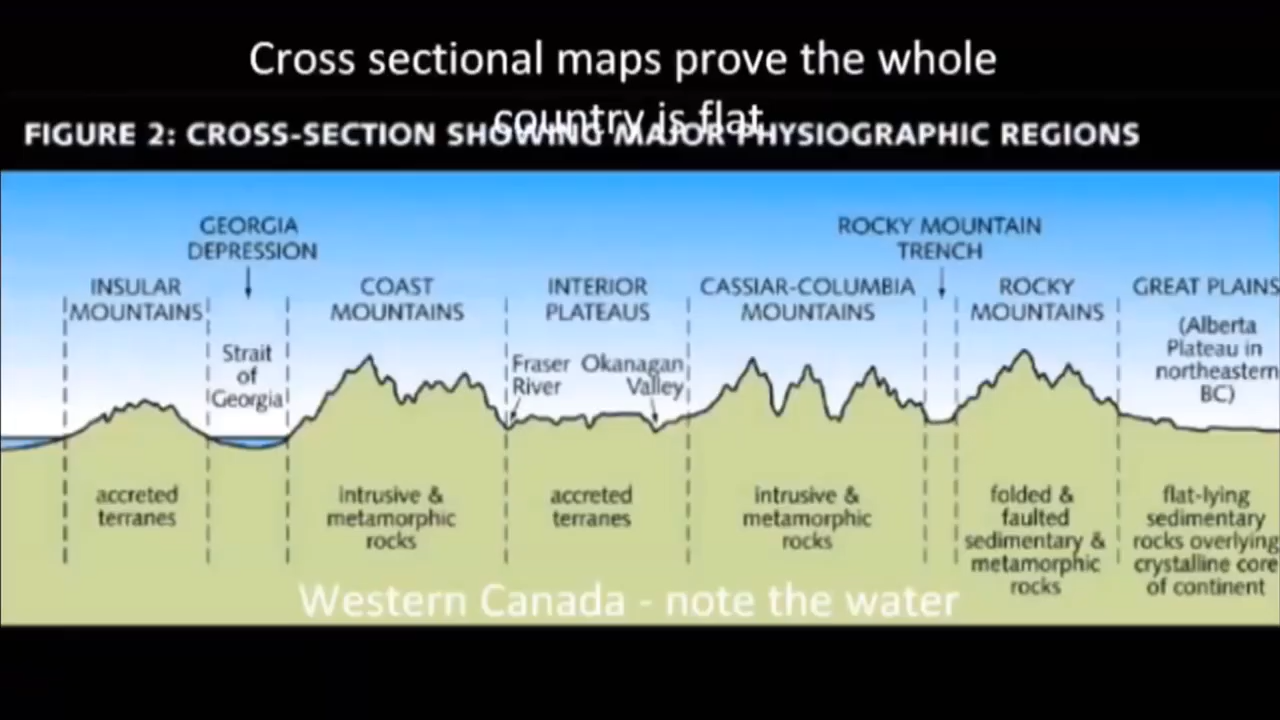 Cross sectional maps prove the whole
country is flat
FIGURE 2: CROSS-SECTION SHOWING MAJOR PHYSIOGRAPHIC REGIONS
GEORGIA
DEPRESSION
ROCKY MOUNTAIN
TRENCH
INSULAR
MOUNTAINS
COAST
MOUNTAINS
INTERIOR
PLATEAUS
CASSIAR-COLUMBIA
MOUNTAINS
ROCKY
MOUNTAINS
GREAT PLAINS
(Alberta
Plateau in
northeastern
BC)
Strait
of
Georgia
Fraser
River
Okanagan
Valley
accreted
terranes
intrusive &
metamorphic
rocks
accreted
terranes
intrusive &
metamorphic
rocks
folded &
faulted
sedimentary &
metamorphic
rocks
flat-lying
sedimentary
rocks overlying
crystalline core
of continent
Western Canada - note the water